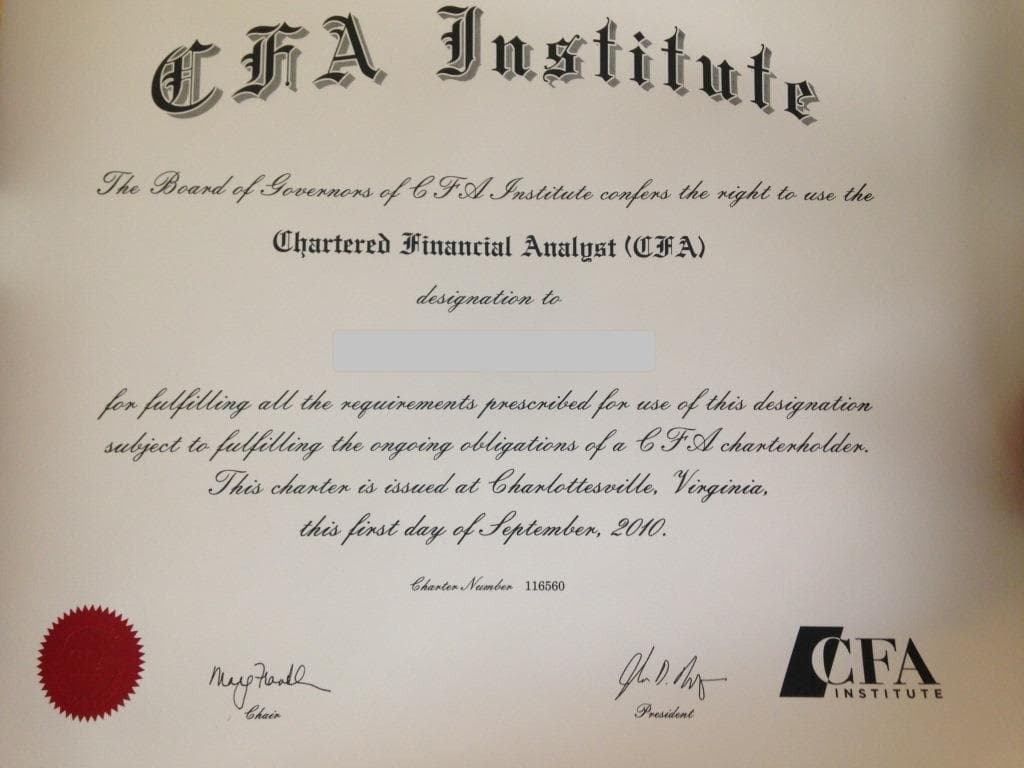 CFA Institute
The Board of Governors of CFA Institute confers the right to use the
Chartered Financial Analyst (CFA)
designation to
for fulfilling all the requirements prescribed for use of this designation
subject to fulfilling the ongoing obligations of a CFA charterholder.
This charter is issued at Charlottesville, Virginia,
this first day of September, 2010.
Charter Number 116560
Chair
President
CFA
INSTITUTE